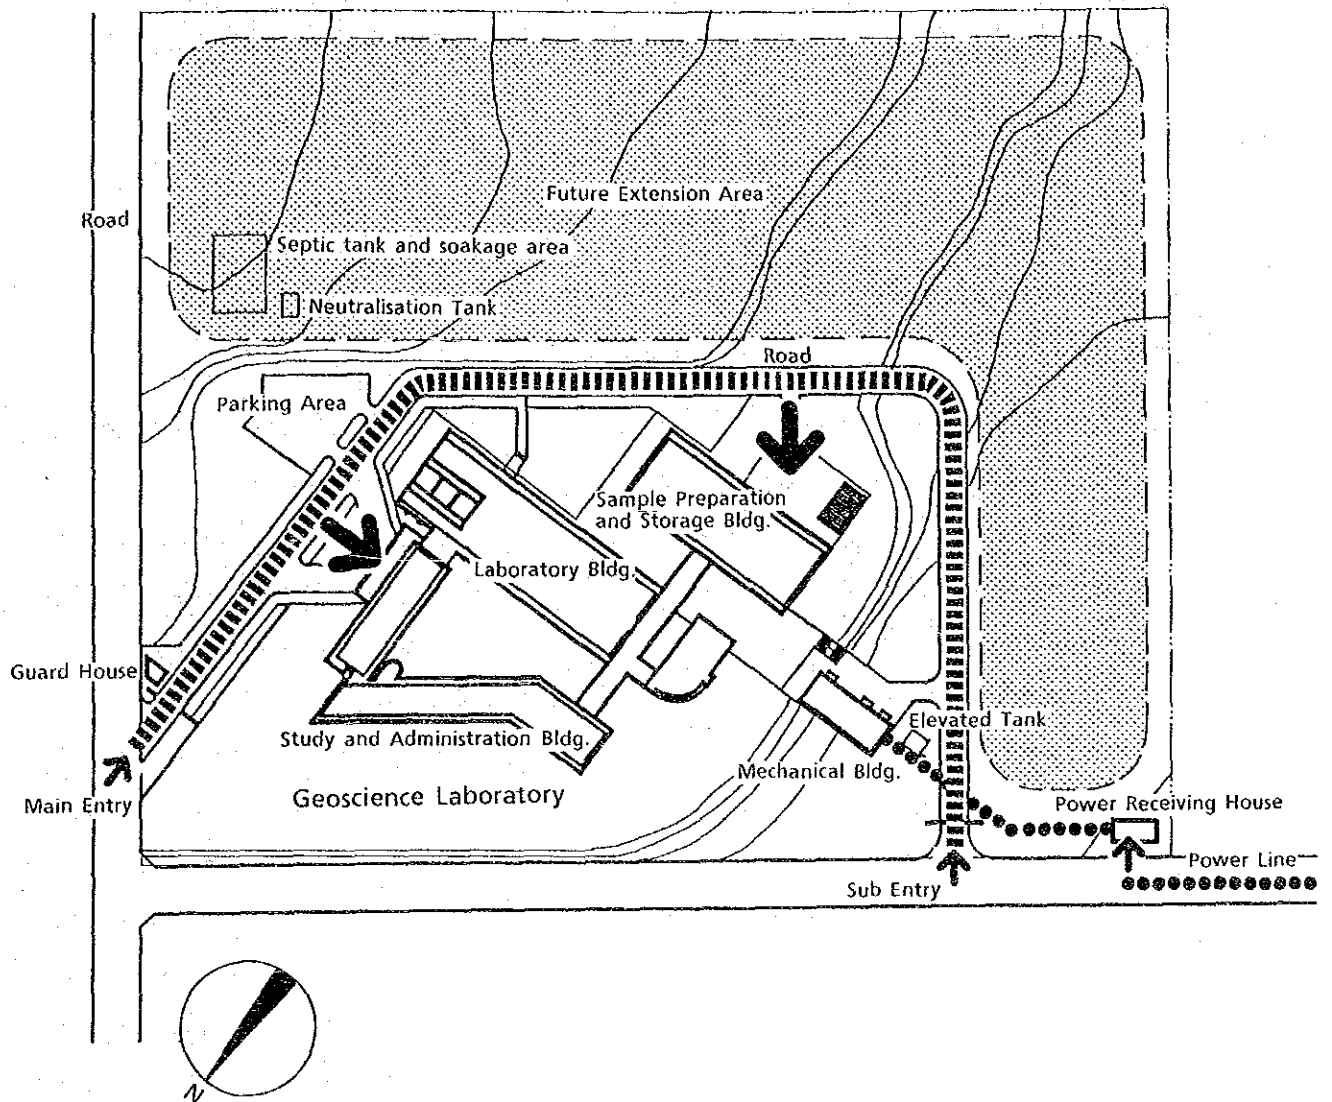 Future Extension Area
Road
Septic tank and soakage area
Neutralisation Tank
Road
Parking Area
Sample Preparation
and Storage Bldg.
Laboratory Bldg.
Guard House
Elevated Tank
Study and Administration Bldg.
Mechanical Bldg.
Main Entry
Geoscience Laboratory
Power Receiving House
Power Line
Sub Entry
N